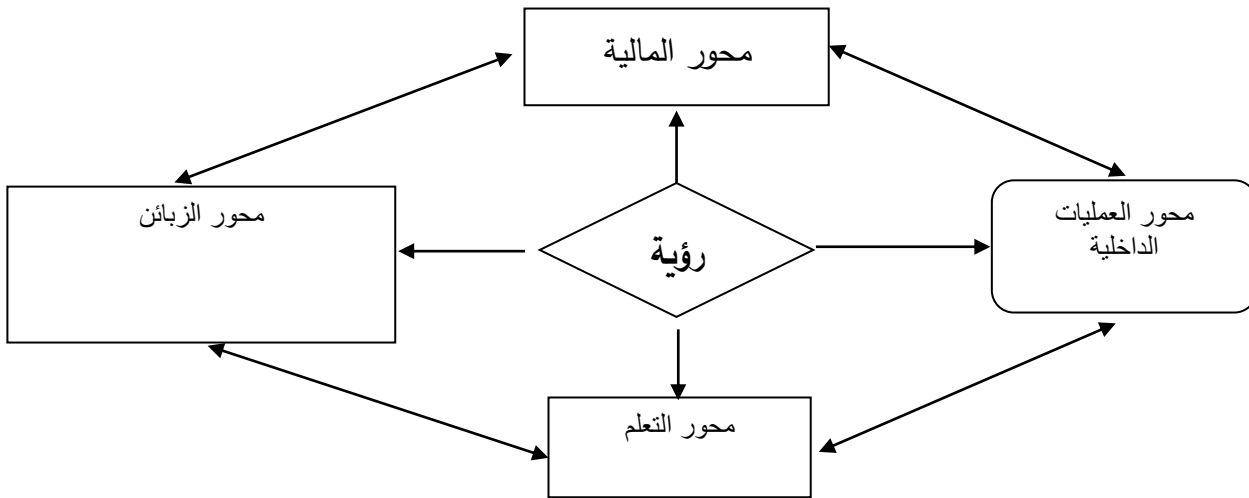 محور المالية
محور العمليات
الداخلية
رؤية
محور الزبائن
محور التعلم